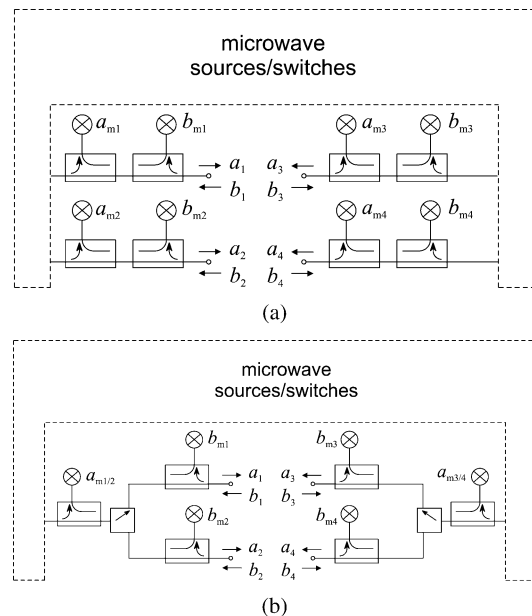 microwave
sources/switches
a_m1 b_m1 a_m3 b_m3
a_1 a_3
b_1 b_3
a_m2 b_m2 a_m4 b_m4
a_2 a_4
b_2 b_4
(a)
microwave
sources/switches
b_m1 b_m3
a_m1/2 a_1 a_3 a_m3/4
b_1 b_3
b_m2 b_m4
a_2 a_4
b_2 b_4
(b)